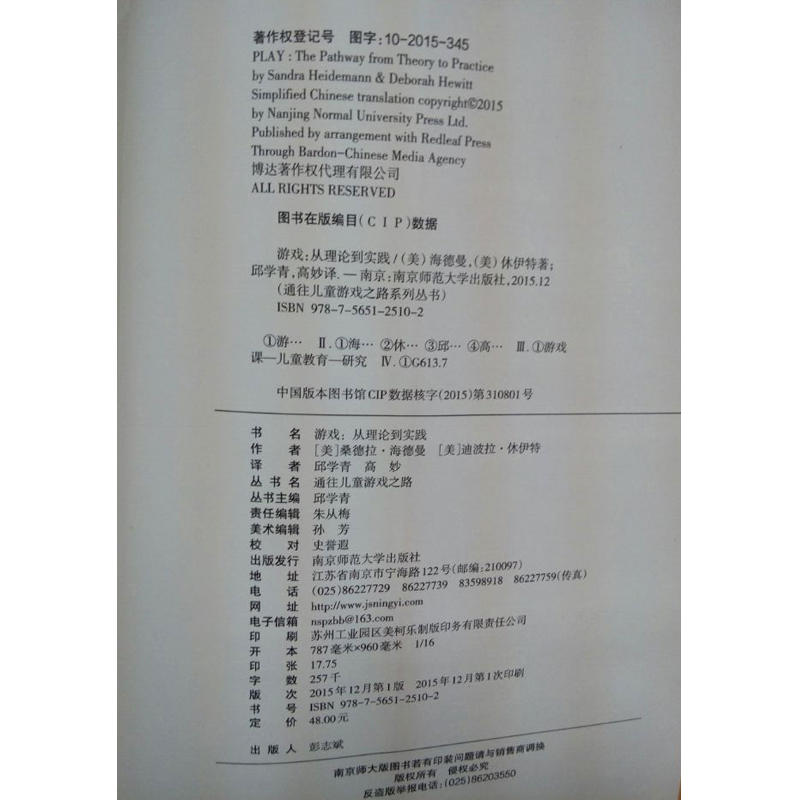 著作权登记号 图字:10-2015-345
PLAY: The Pathway from Theory to Practice
by Sandra Heidemann & Deborah Hewitt
Simplified Chinese translation copyright©2015
by Nanjing Normal University Press Ltd.
Published by arrangement with Redleaf Press
Through Bardon-Chinese Media Agency
博达著作权代理有限公司
ALL RIGHTS RESERVED
图书在版编目(CIP)数据
游戏:从理论到实践/(美)海德曼,(美)休伊特著;
邱学青,高妙译.—南京:南京师范大学出版社,2015.12
(通往儿童游戏之路系列丛书)
ISBN 978-7-5651-2510-2
①游… Ⅱ.①海… ②休… ③邱… ④高… Ⅲ.①游戏
课—儿童教育—研究 Ⅳ.①G613.7
中国版本图书馆CIP数据核字(2015)第310801号
书名 游戏:从理论到实践
作者 [美]桑德拉·海德曼 [美]迪波拉·休伊特
译者 邱学青 高妙
丛书名 通往儿童游戏之路
丛书主编 邱学青
责任编辑 朱从梅
美术编辑 孙芳
校对 史誉遐
出版发行 南京师范大学出版社
地址 江苏省南京市宁海路122号(邮编:210097)
电话 (025)86227729 86227739 83598918 86227759(传真)
网址 http://www.jsningyi.com
电子信箱 nspzbb@163.com
印刷 苏州工业园区美柯乐制版印务有限责任公司
开本 787毫米×960毫米 1/16
印张 17.75
字数 257千
版次 2015年12月第1版 2015年12月第1次印刷
书号 ISBN 978-7-5651-2510-2
定价 48.00元
出版人 彭志斌
南京师大版图书若有印装问题请与销售商调换
版权所有 侵权必究
反盗版举报电话:(025)86203550